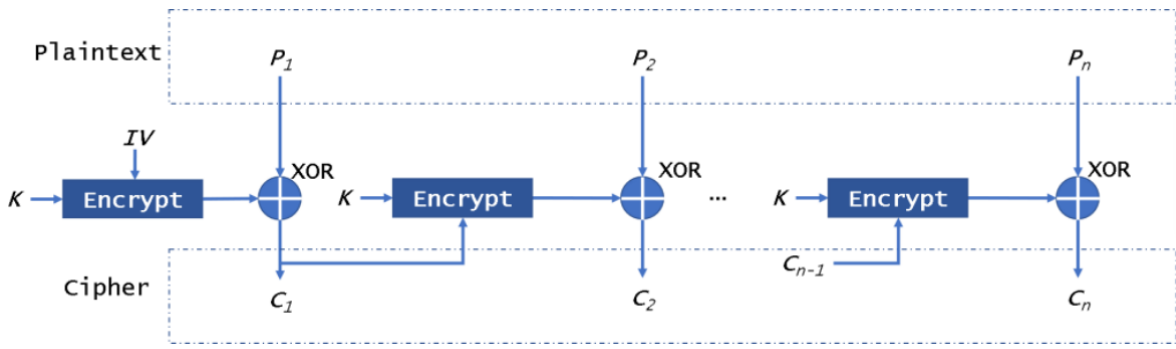 Plaintext P1 P2 Pn
IV
XOR XOR XOR
K Encrypt K Encrypt ... K Encrypt
Cn-1
Cipher C1 C2 Cn